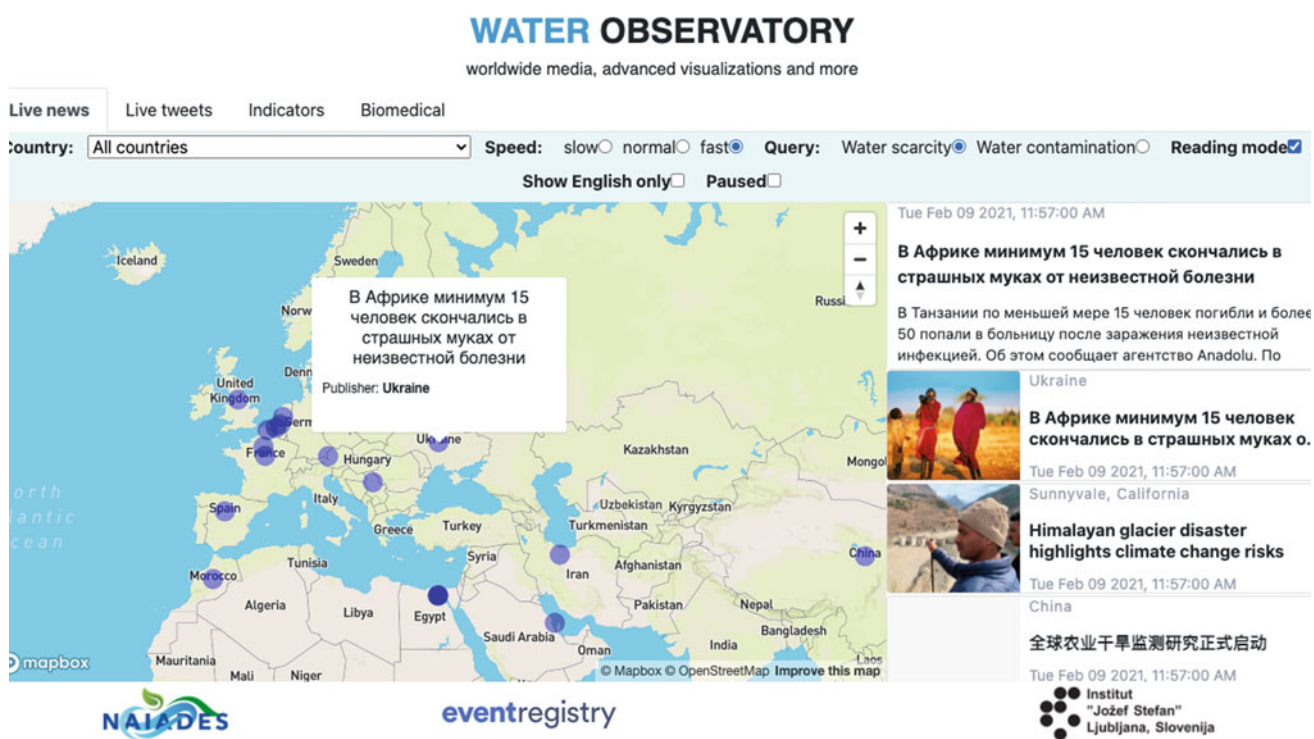 WATER OBSERVATORY
worldwide media, advanced visualizations and more
Live news Live tweets Indicators Biomedical
Country: All countries Speed: slow normal fast Query: Water scarcity Water contamination Reading mode
Show English only Paused
Tue Feb 09 2021, 11:57:00 AM
В Африке минимум 15 человек скончались в
страшных муках от неизвестной болезни
В Танзании по меньшей мере 15 человек погибли и более
50 попали в больницу после заражения неизвестной
инфекцией. Об этом сообщает агентство Anadolu. По
Ukraine
В Африке минимум 15 человек
скончались в страшных муках о..
Tue Feb 09 2021, 11:57:00 AM
Sunnyvale, California
Himalayan glacier disaster
highlights climate change risks
Tue Feb 09 2021, 11:57:00 AM
China
全球农业干旱监测研究正式启动
Tue Feb 09 2021, 11:57:00 AM
В Африке минимум 15
человек скончались в
страшных муках от
неизвестной болезни
Publisher: Ukraine
Iceland
Sweden
Norw
Russi
Denn
United
Kingdom
Germ
Ukraine
France
Hungary
Kazakhstan
Mongol
orth
lantic
cean
Spain
Italy
Greece
Turkey
Uzbekistan
Kyrgyzstan
Turkmenistan
China
Tunisia
Syria
Morocco
Iran
Afghanistan
Algeria
Libya
Egypt
Pakistan
Nepal
Saudi Arabia
Bangladesh
Oman
India
Laos
Mauritania
Mali
Niger
mapbox
© Mapbox © OpenStreetMap Improve this map
NAIADES
eventregistry
Institut
"Jožef Stefan"
Ljubljana, Slovenija